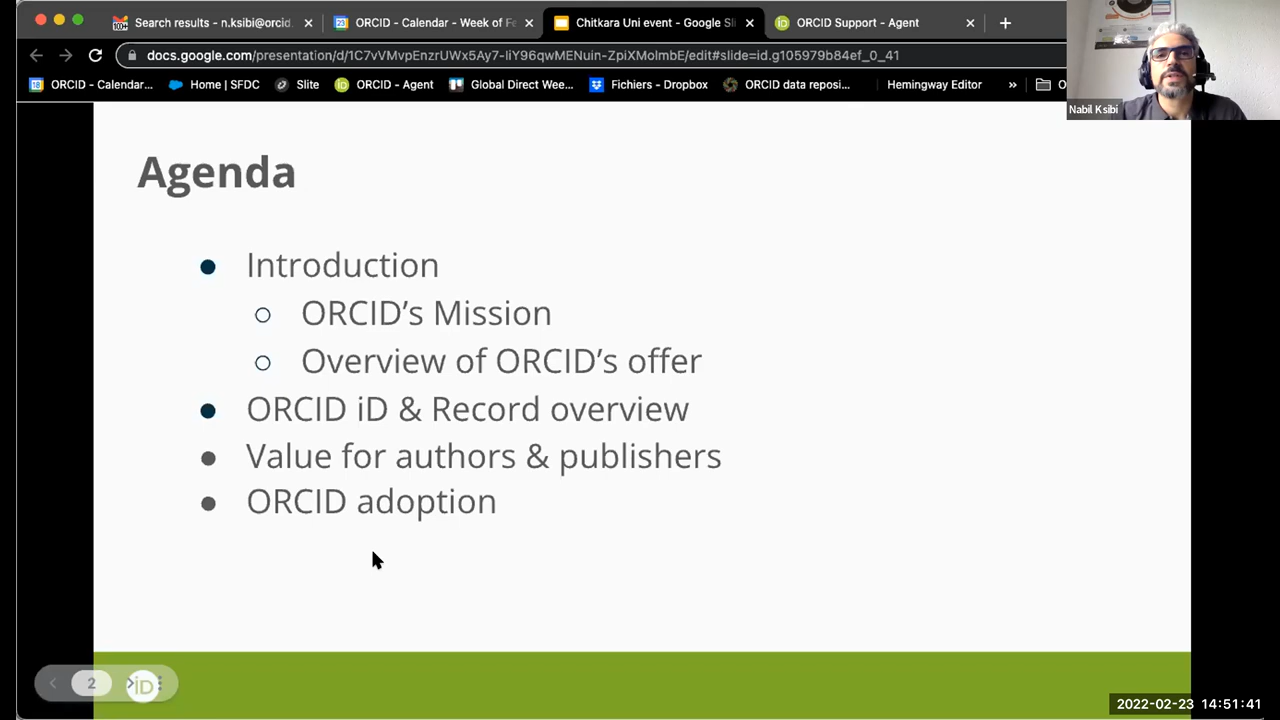 Search results - n.ksibi@orcid.
ORCID - Calendar - Week of Fe
Chitkara Uni event - Google Sli
ORCID Support - Agent
docs.google.com/presentation/d/1C7vVMvpEnzrUWx5Ay7-IiY96qwMENuin-ZpiXMolmbE/edit#slide=id.g105979b84ef_0_41
ORCID - Calendar...
Home | SFDC
Slite
ORCID - Agent
Global Direct Wee...
Fichiers - Dropbox
ORCID data reposi...
Hemingway Editor
»
Nabil Ksibi
Agenda
● Introduction
○ ORCID’s Mission
○ Overview of ORCID’s offer
● ORCID iD & Record overview
● Value for authors & publishers
● ORCID adoption
2
iD
2022-02-23 14:51:41